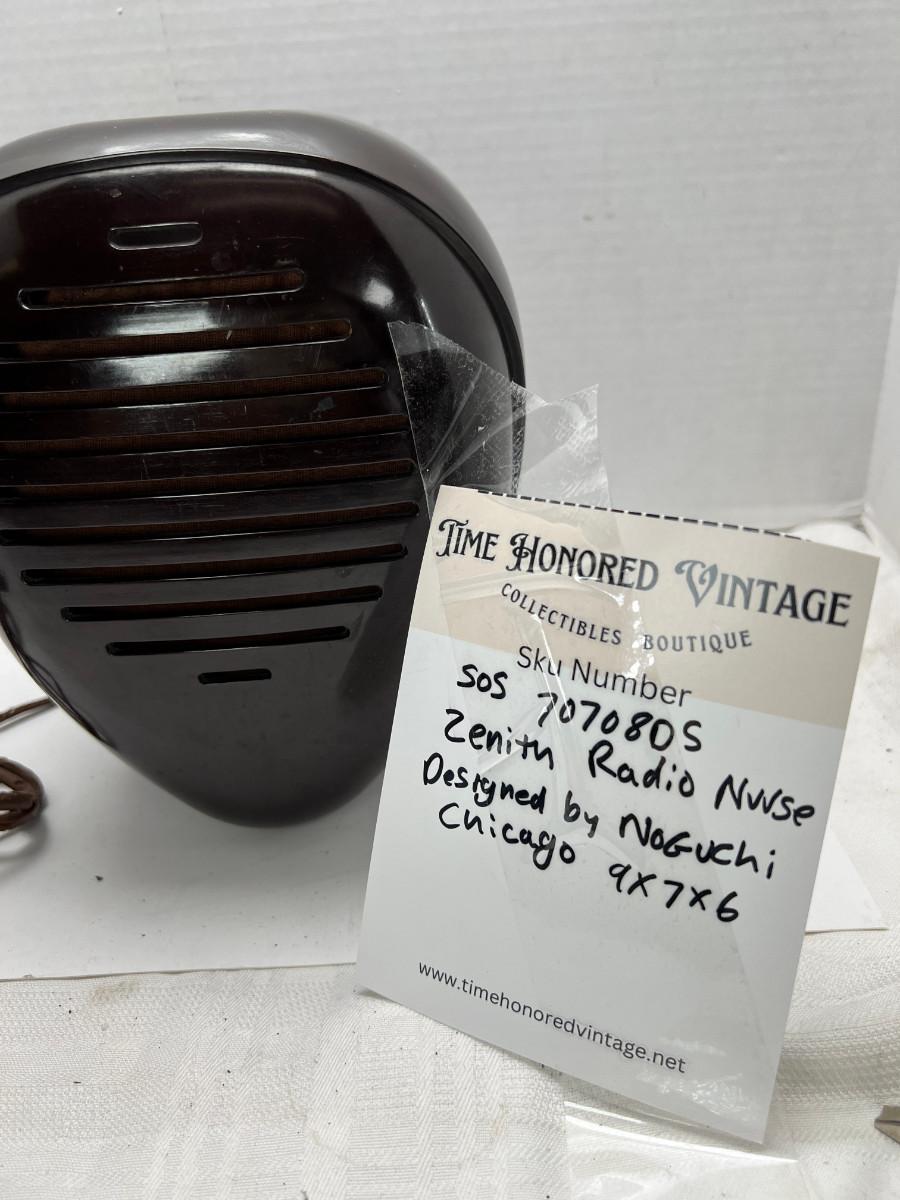 TIME HONORED VINTAGE
COLLECTIBLES BOUTIQUE
Sku Number
SOS 70708DS
Zenith Radio Nurse
Designed by NoGuchi
Chicago 9X7X6
www.timehonoredvintage.net